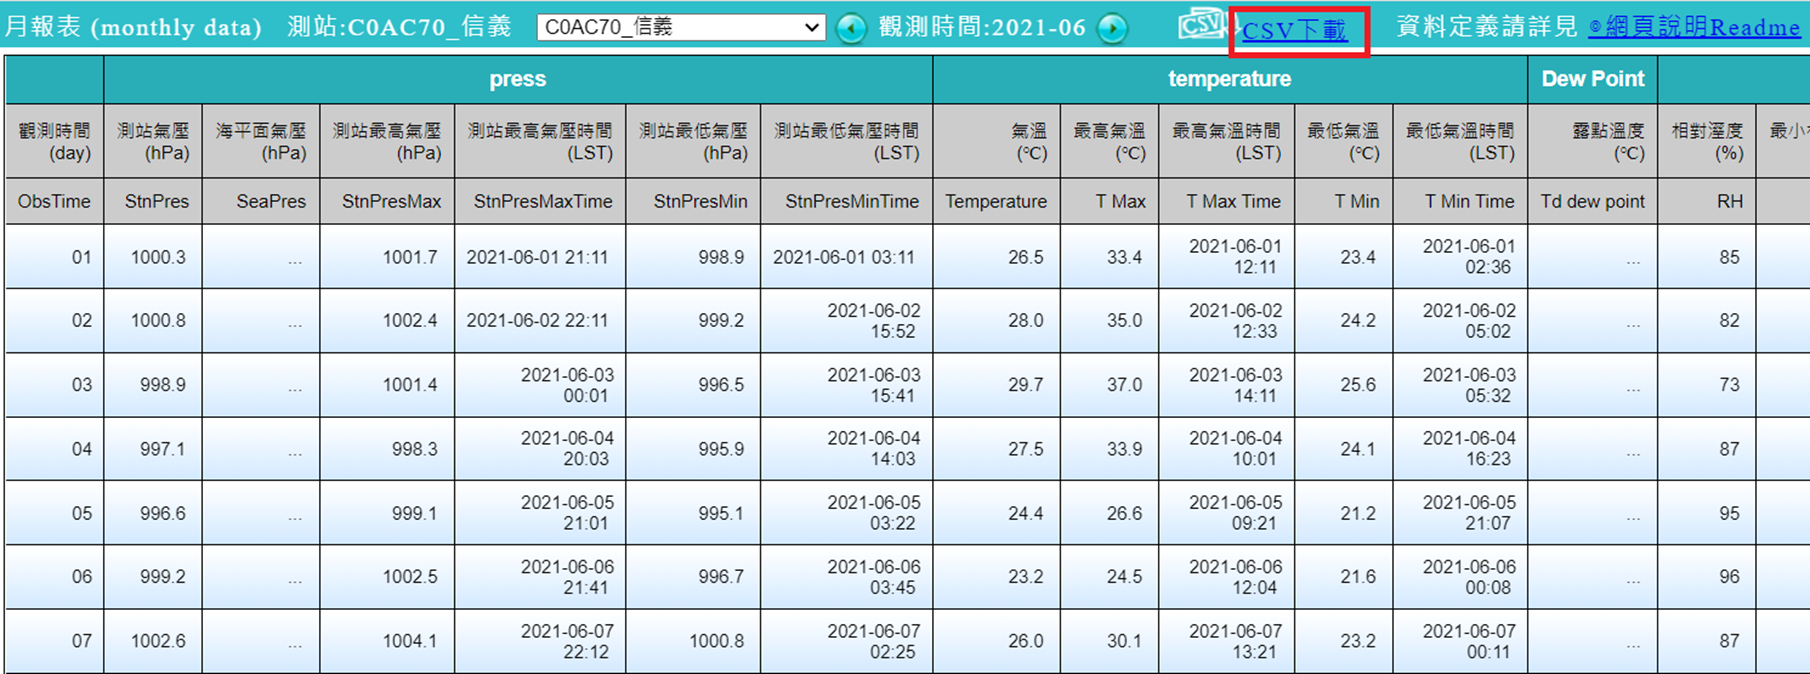 月報表 (monthly data) 測站:C0AC70_信義 C0AC70_信義 觀測時間:2021-06 CSV CSV下載 資料定義請詳見 ⊙網頁說明Readme
press temperature Dew Point
觀測時間 測站氣壓 海平面氣壓 測站最高氣壓 測站最高氣壓時間 測站最低氣壓 測站最低氣壓時間 氣溫 最高氣溫 最高氣溫時間 最低氣溫 最低氣溫時間 露點溫度 相對溼度 最小
(day) (hPa) (hPa) (hPa) (LST) (hPa) (LST) (℃) (℃) (LST) (℃) (LST) (℃) (%)
ObsTime StnPres SeaPres StnPresMax StnPresMaxTime StnPresMin StnPresMinTime Temperature T Max T Max Time T Min T Min Time Td dew point RH
01 1000.3 ... 1001.7 2021-06-01 21:11 998.9 2021-06-01 03:11 26.5 33.4 2021-06-01 12:11 23.4 2021-06-01 02:36 ... 85
02 1000.8 ... 1002.4 2021-06-02 22:11 999.2 2021-06-02 15:52 28.0 35.0 2021-06-02 12:33 24.2 2021-06-02 05:02 ... 82
03 998.9 ... 1001.4 2021-06-03 00:01 996.5 2021-06-03 15:41 29.7 37.0 2021-06-03 14:11 25.6 2021-06-03 05:32 ... 73
04 997.1 ... 998.3 2021-06-04 20:03 995.9 2021-06-04 14:03 27.5 33.9 2021-06-04 10:01 24.1 2021-06-04 16:23 ... 87
05 996.6 ... 999.1 2021-06-05 21:01 995.1 2021-06-05 03:22 24.4 26.6 2021-06-05 09:21 21.2 2021-06-05 21:07 ... 95
06 999.2 ... 1002.5 2021-06-06 21:41 996.7 2021-06-06 03:45 23.2 24.5 2021-06-06 12:04 21.6 2021-06-06 00:08 ... 96
07 1002.6 ... 1004.1 2021-06-07 22:12 1000.8 2021-06-07 02:25 26.0 30.1 2021-06-07 13:21 23.2 2021-06-07 00:11 ... 87